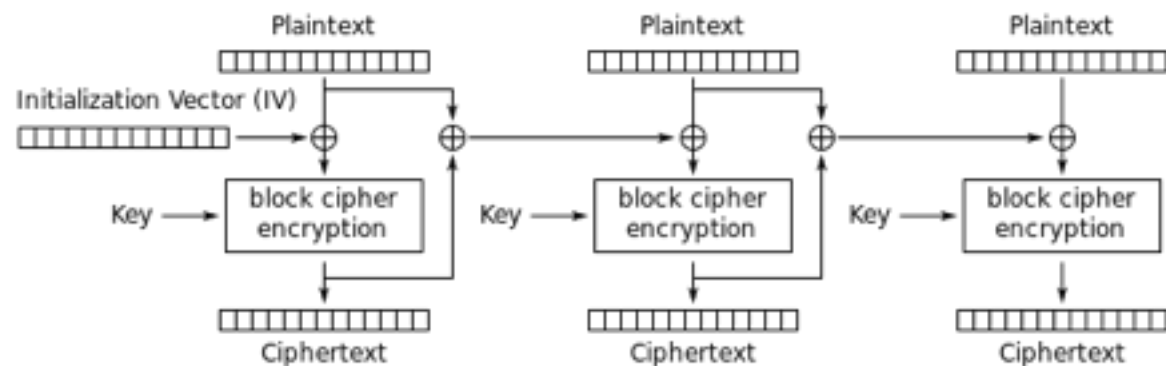 Plaintext
Plaintext
Plaintext
Initialization Vector (IV)
Key
block cipher
encryption
Key
block cipher
encryption
Key
block cipher
encryption
Ciphertext
Ciphertext
Ciphertext